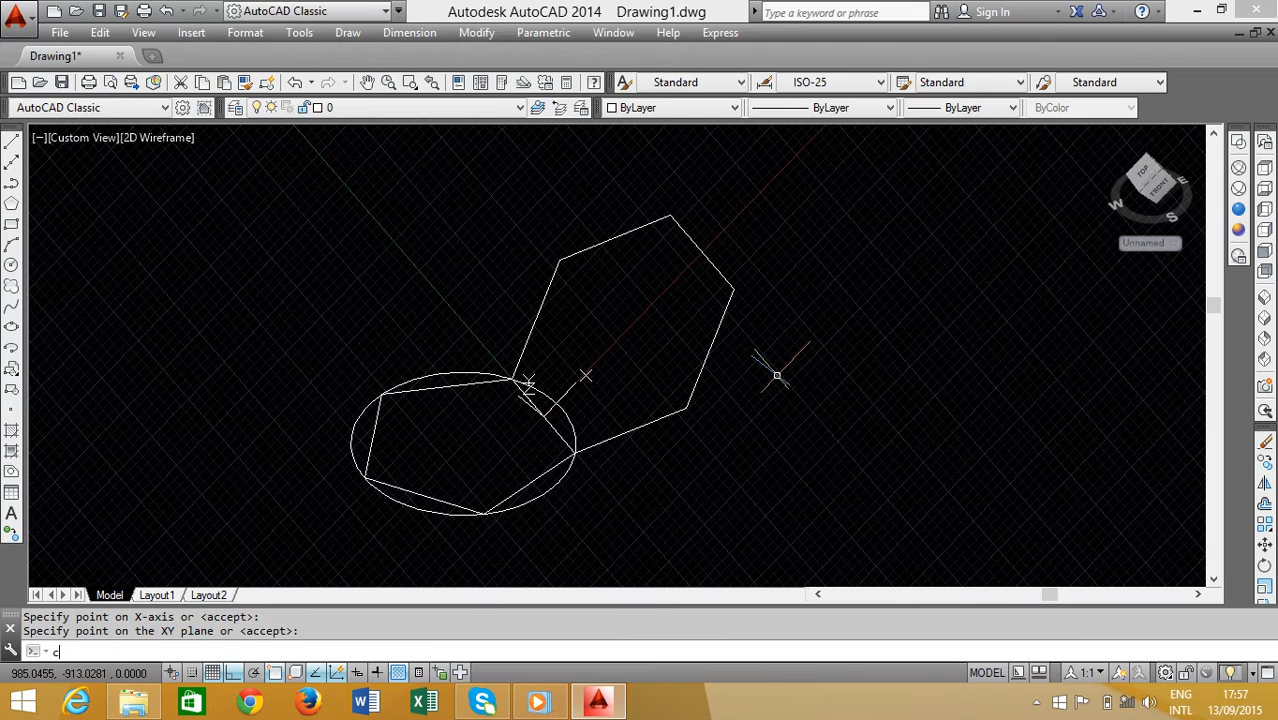 AutoCAD Classic
Autodesk AutoCAD 2014 Drawing1.dwg
Type a keyword or phrase
Sign In
File Edit View Insert Format Tools Draw Dimension Modify Parametric Window Help Express
Drawing1*
Standard ISO-25 Standard Standard
AutoCAD Classic 0 ByLayer ByLayer ByLayer ByColor
[−][Custom View][2D Wireframe]
TOP
FRONT
W S E
Unnamed
Y
X
Model Layout1 Layout2
Specify point on X-axis or <accept>:
Specify point on the XY plane or <accept>:
c
985.0455, -913.0281, 0.0000 MODEL 1:1
ENG 17:57
INTL 13/09/2015